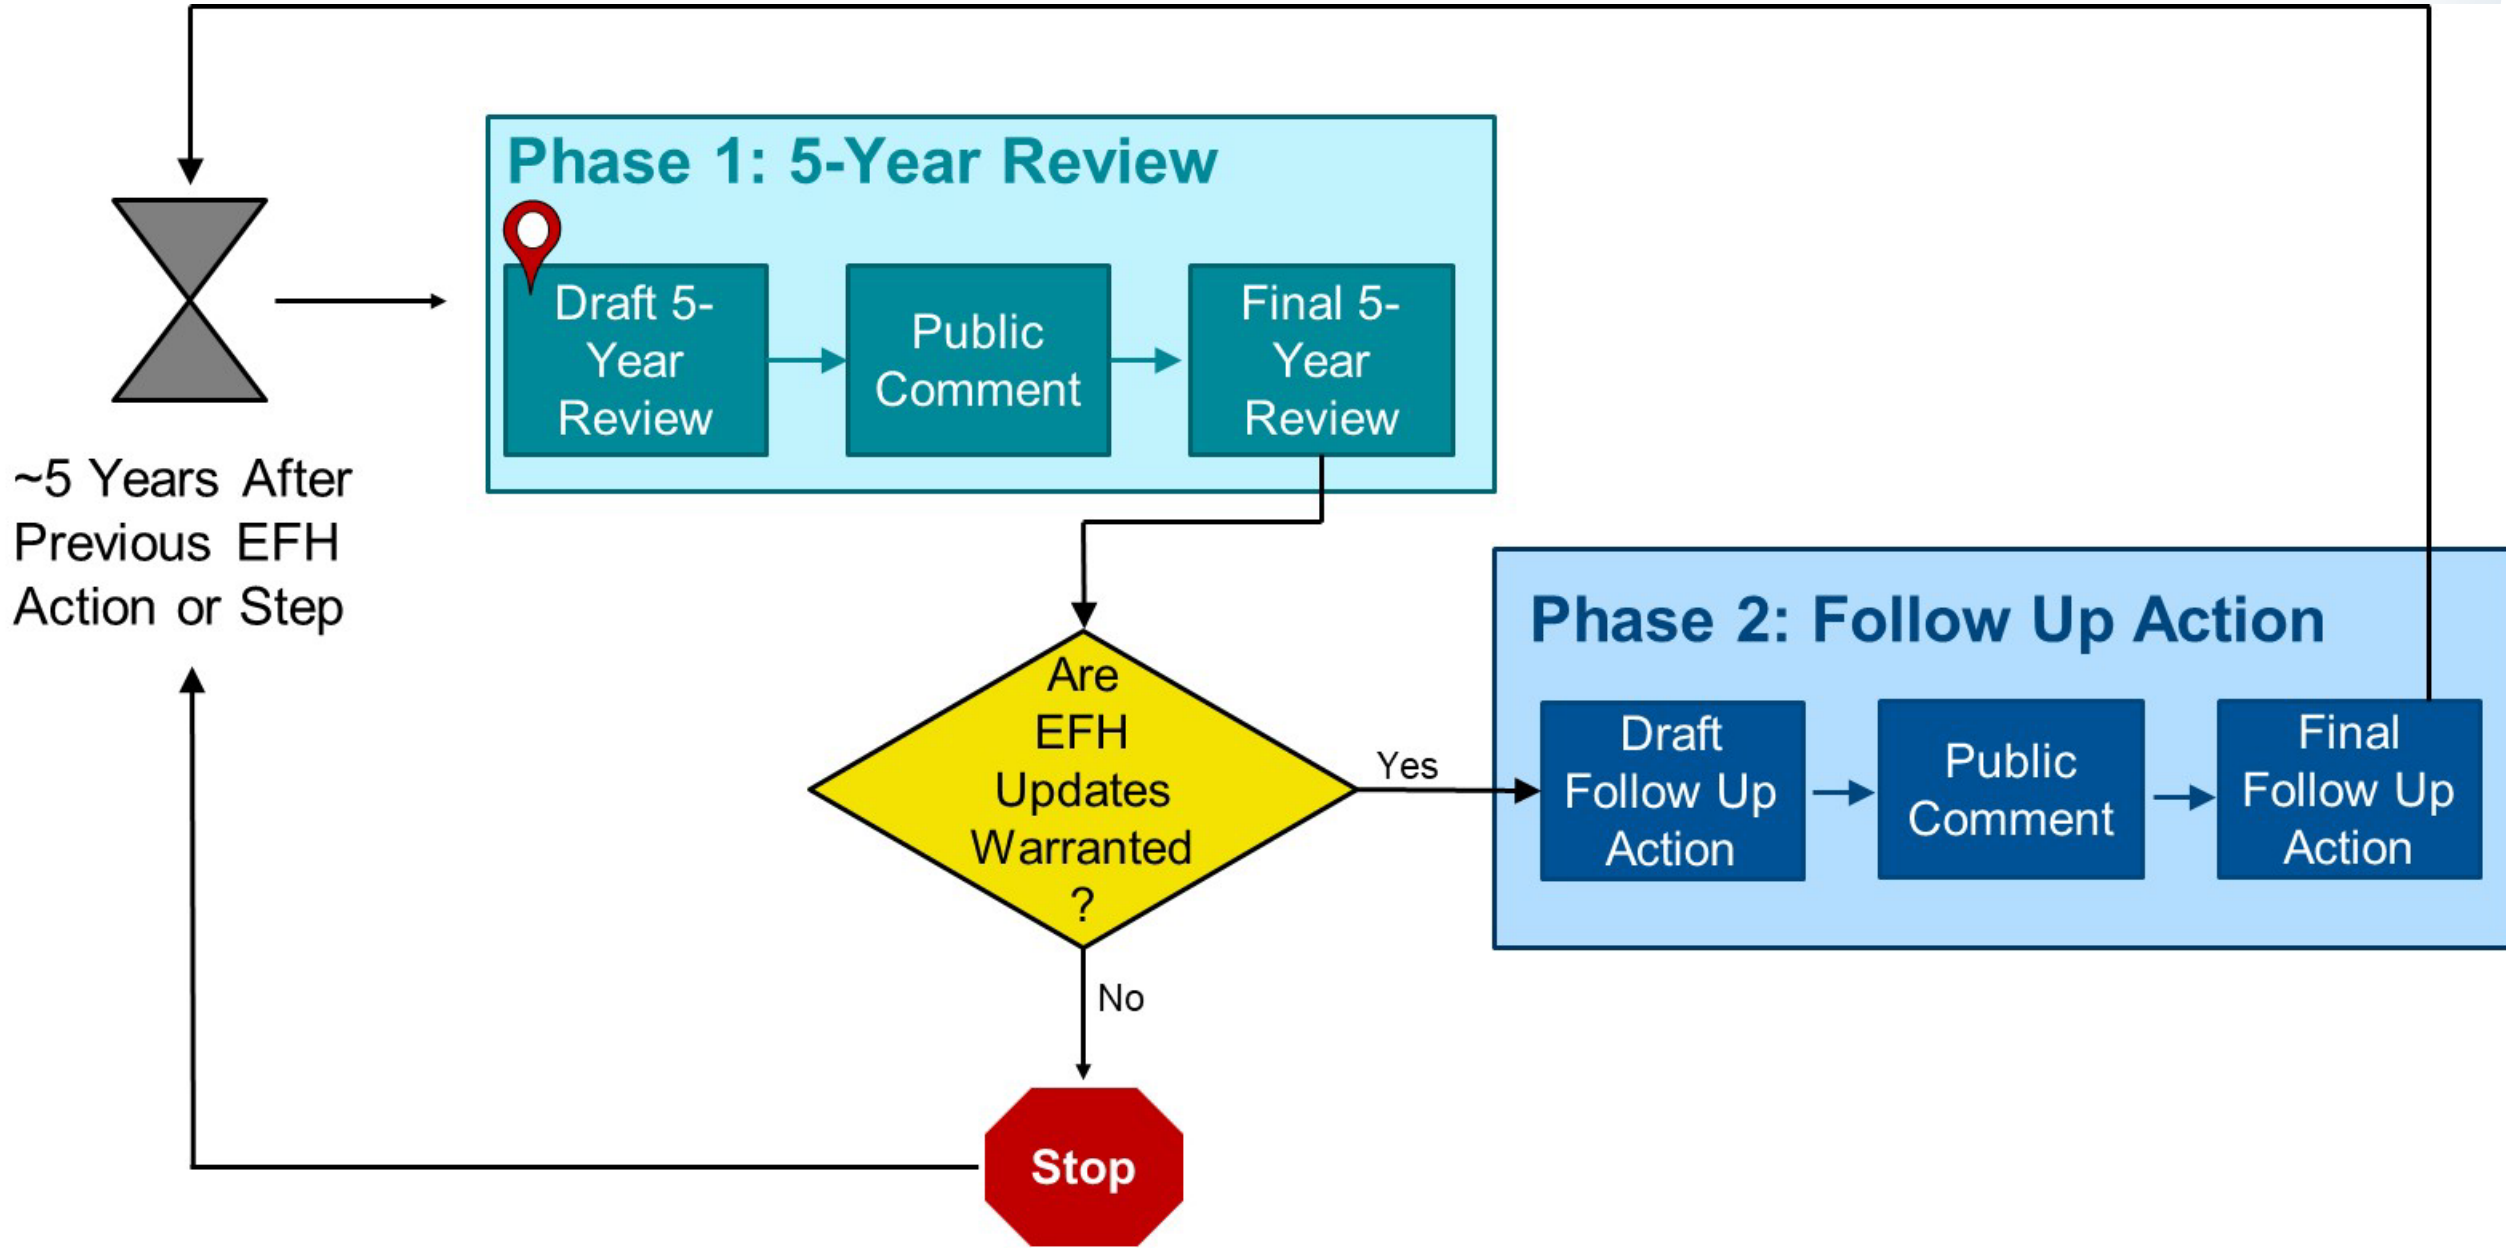 Phase 1: 5-Year Review
Draft 5-
Year
Review
Public
Comment
Final 5-
Year
Review
~5 Years After
Previous EFH
Action or Step
Are
EFH
Updates
Warranted
?
Yes
No
Phase 2: Follow Up Action
Draft
Follow Up
Action
Public
Comment
Final
Follow Up
Action
Stop